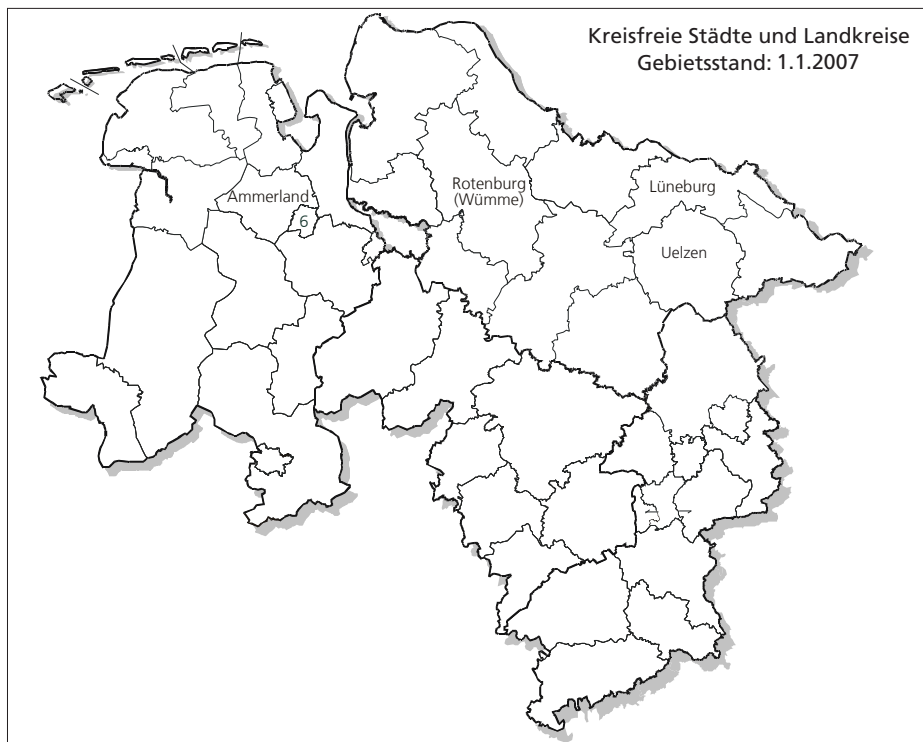 Kreisfreie Städte und Landkreise
Gebietsstand: 1.1.2007
Ammerland
6
Rotenburg
(Wümme)
Lüneburg
Uelzen